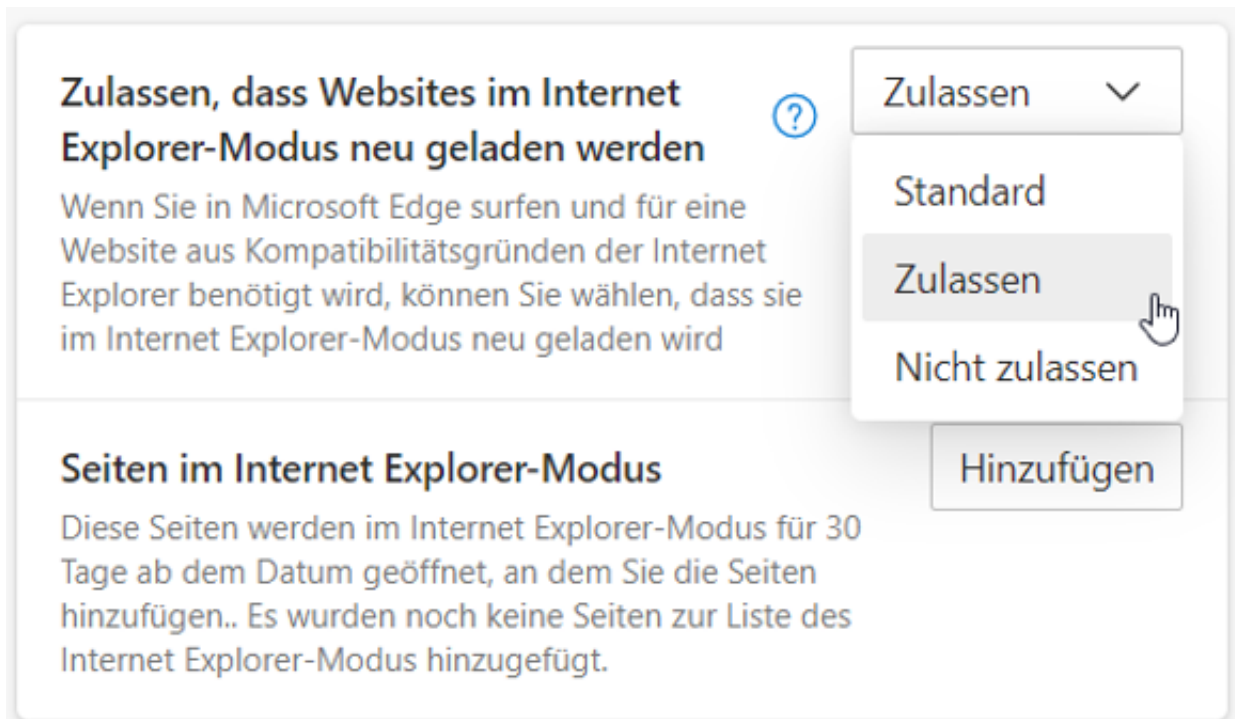 Zulassen, dass Websites im Internet
Explorer-Modus neu geladen werden
?
Wenn Sie in Microsoft Edge surfen und für eine
Website aus Kompatibilitätsgründen der Internet
Explorer benötigt wird, können Sie wählen, dass sie
im Internet Explorer-Modus neu geladen wird
Zulassen
Standard
Zulassen
Nicht zulassen
Seiten im Internet Explorer-Modus
Hinzufügen
Diese Seiten werden im Internet Explorer-Modus für 30
Tage ab dem Datum geöffnet, an dem Sie die Seiten
hinzufügen.. Es wurden noch keine Seiten zur Liste des
Internet Explorer-Modus hinzugefügt.